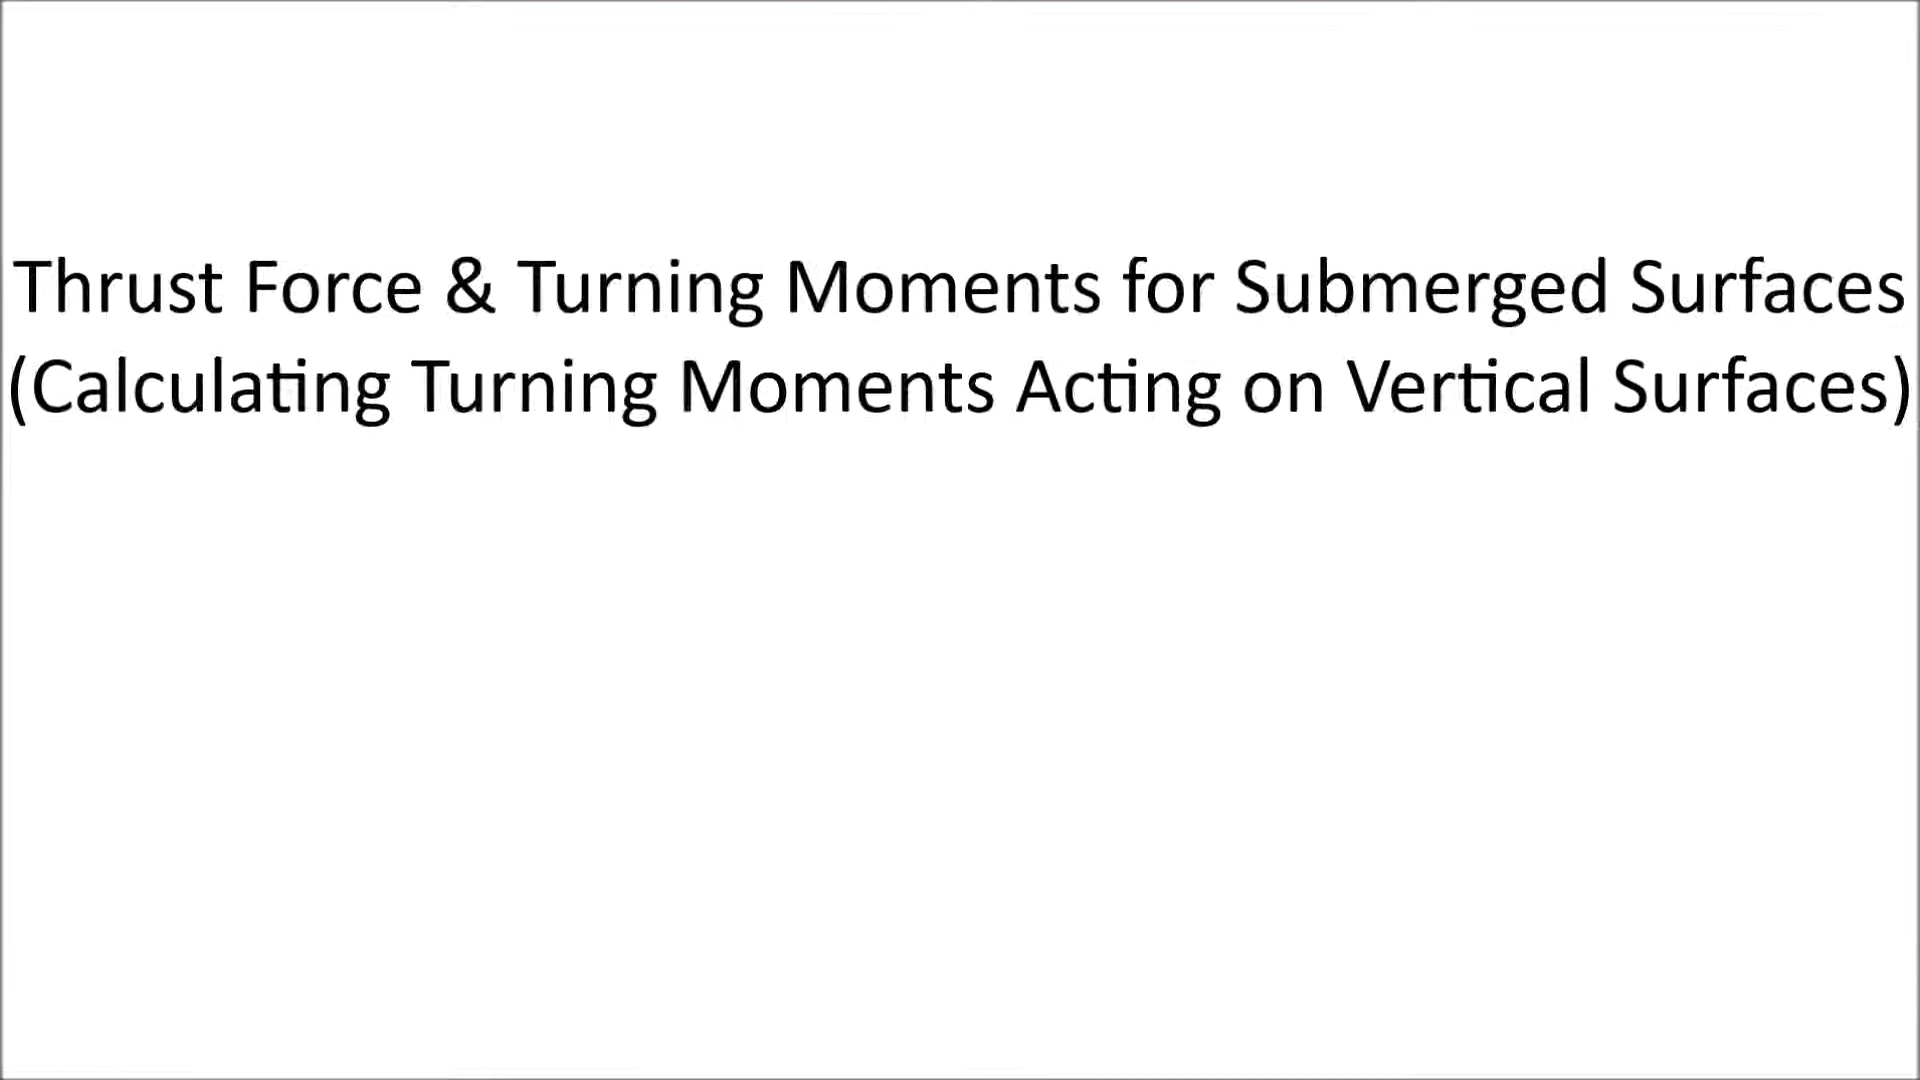 Thrust Force & Turning Moments for Submerged Surfaces
(Calculating Turning Moments Acting on Vertical Surfaces)